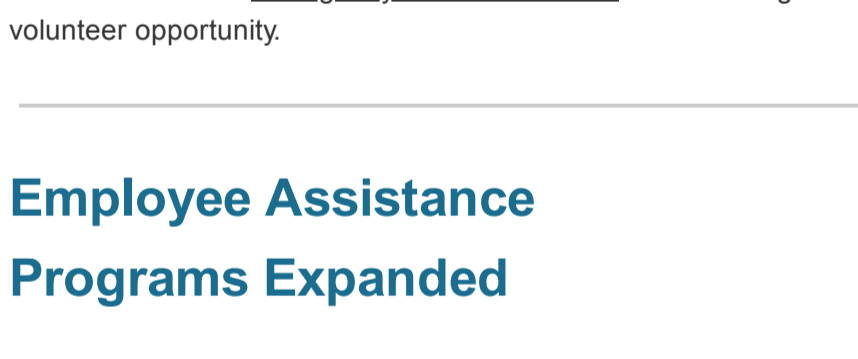 volunteer opportunity.
Employee Assistance
Programs Expanded